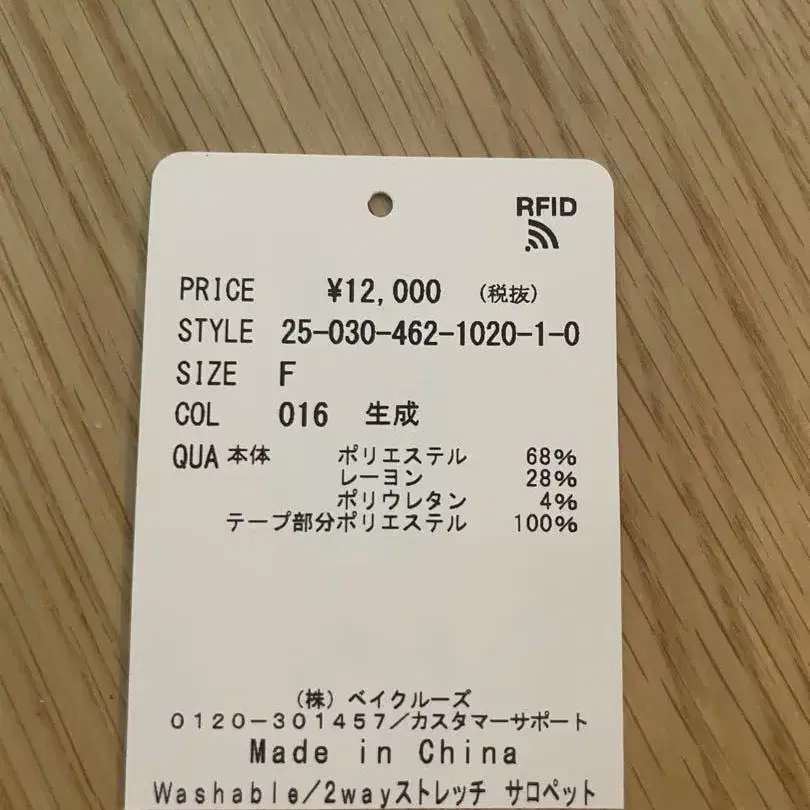 RFID
PRICE ¥12,000 (税抜)
STYLE 25-030-462-1020-1-0
SIZE F
COL 016 生成
QUA 本体 ポリエステル 68%
レーヨン 28%
ポリウレタン 4%
テープ部分ポリエステル 100%
(株) ベイクルーズ
0120-301457/カスタマーサポート
Made in China
Washable/2wayストレッチ サロペット